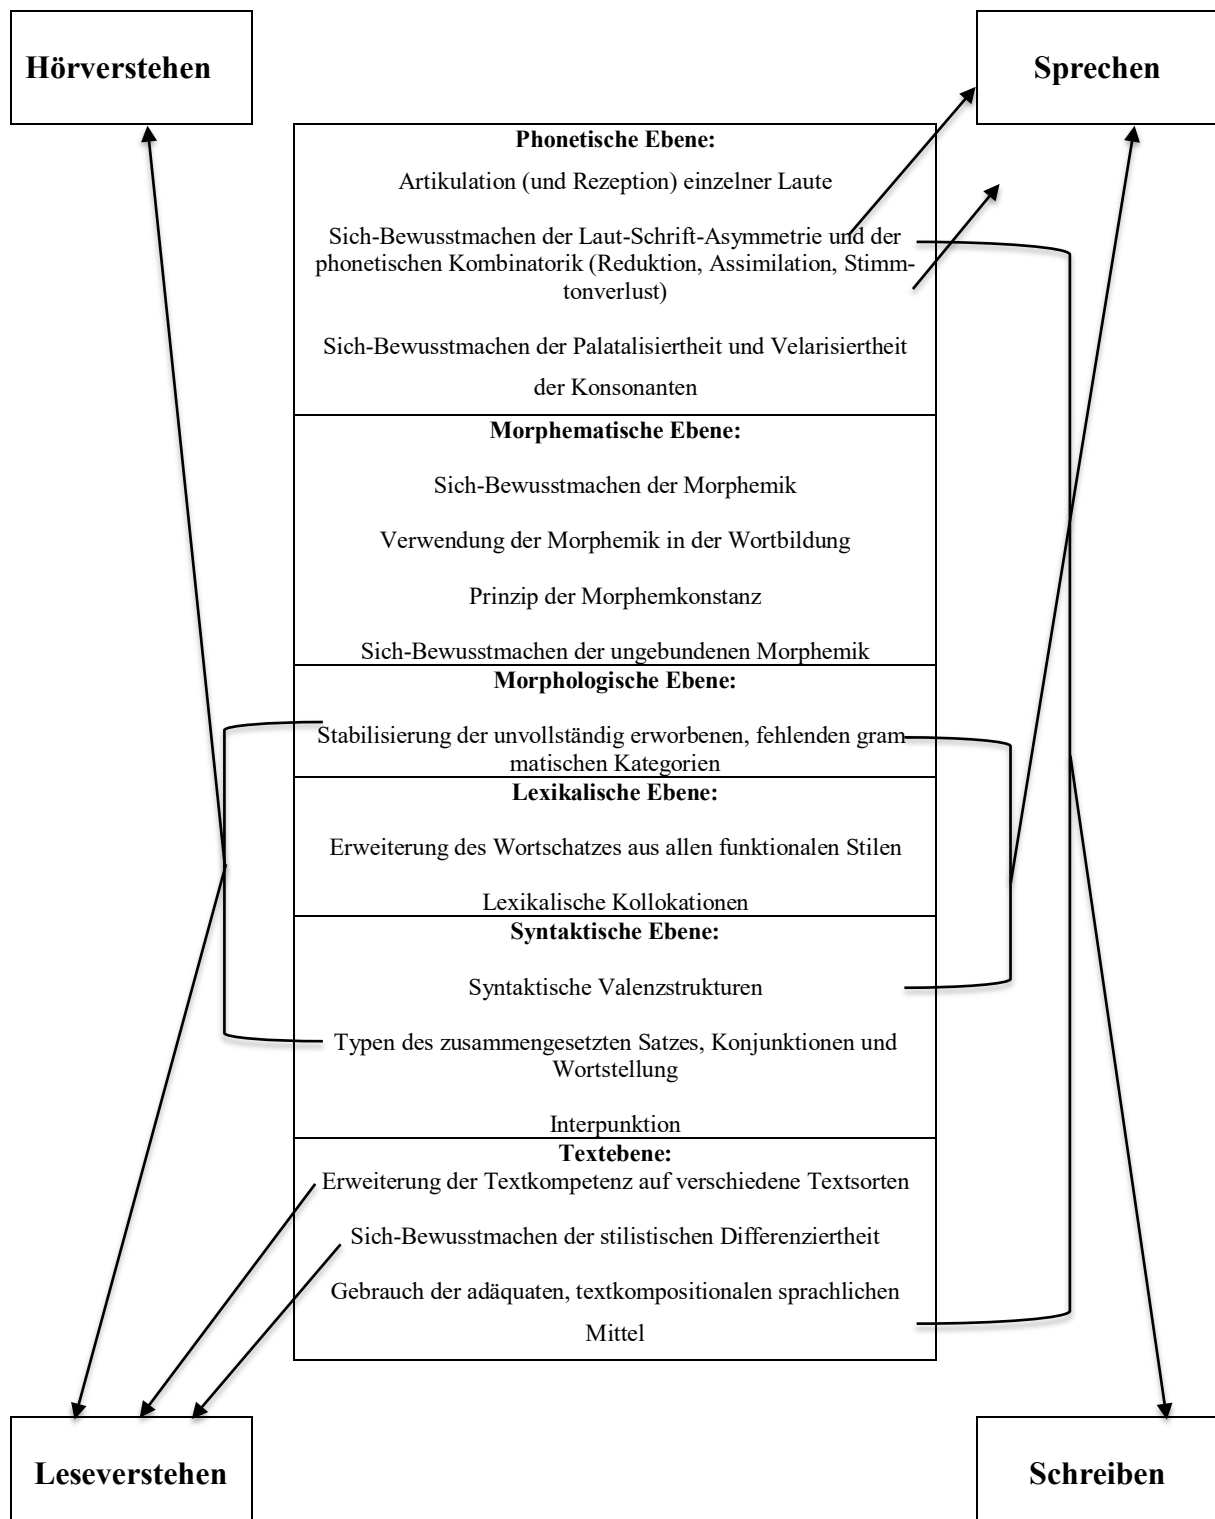 Hörverstehen
Sprechen
Phonetische Ebene:
Artikulation (und Rezeption) einzelner Laute
Sich-Bewusstmachen der Laut-Schrift-Asymmetrie und der
phonetischen Kombinatorik (Reduktion, Assimilation, Stimm-
tonverlust)
Sich-Bewusstmachen der Palatalisiertheit und Velarisiertheit
der Konsonanten
Morphematische Ebene:
Sich-Bewusstmachen der Morphemik
Verwendung der Morphemik in der Wortbildung
Prinzip der Morphemkonstanz
Sich-Bewusstmachen der ungebundenen Morphemik
Morphologische Ebene:
Stabilisierung der unvollständig erworbenen, fehlenden gram-
matischen Kategorien
Lexikalische Ebene:
Erweiterung des Wortschatzes aus allen funktionalen Stilen
Lexikalische Kollokationen
Syntaktische Ebene:
Syntaktische Valenzstrukturen
Typen des zusammengesetzten Satzes, Konjunktionen und
Wortstellung
Interpunktion
Textebene:
Erweiterung der Textkompetenz auf verschiedene Textsorten
Sich-Bewusstmachen der stilistischen Differenziertheit
Gebrauch der adäquaten, textkompositionalen sprachlichen
Mittel
Leseverstehen
Schreiben